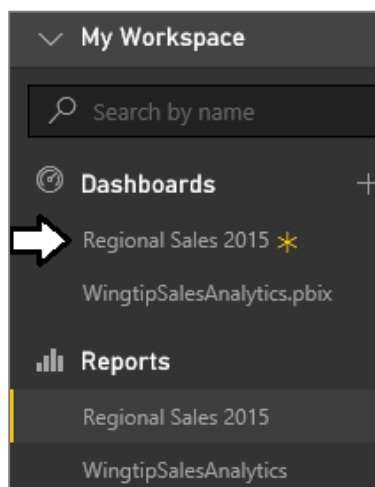 My Workspace
Search by name
Dashboards
Regional Sales 2015
WingtipSalesAnalytics.pbix
Reports
Regional Sales 2015
WingtipSalesAnalytics